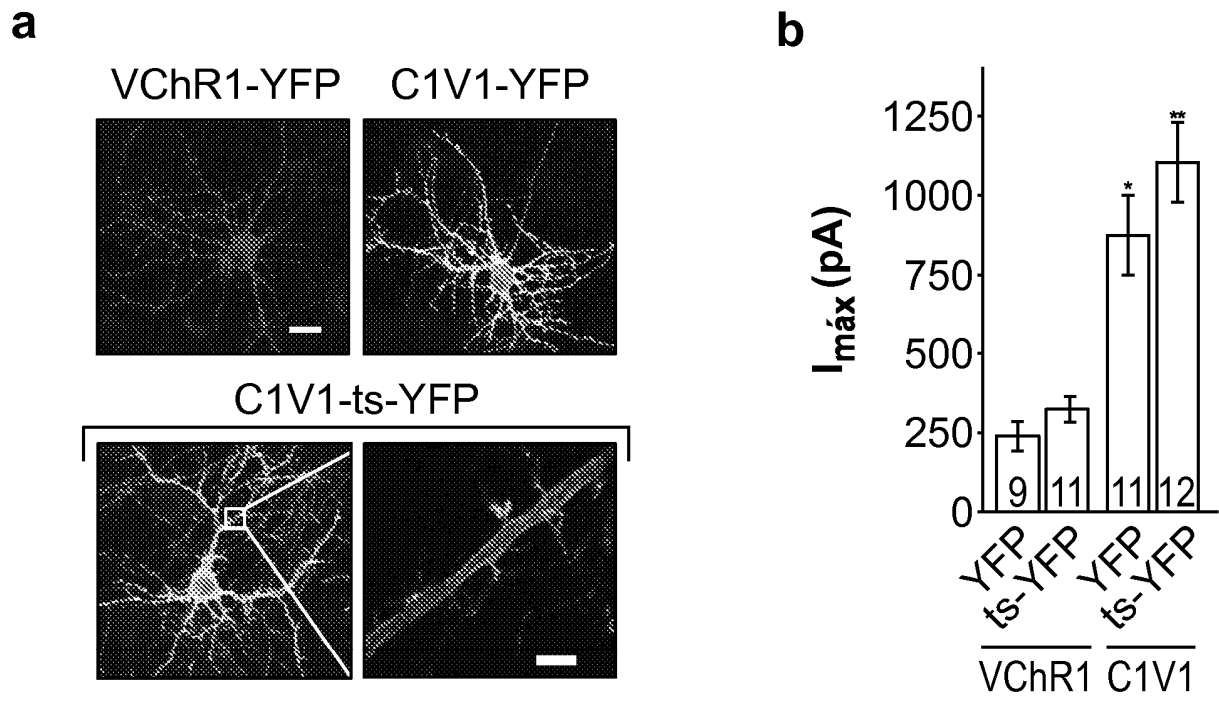 a
VChR1-YFP C1V1-YFP
C1V1-ts-YFP
b
Imáx (pA)
1250
1000
750
500
250
0
* **
9 11 11 12
YFP ts-YFP YFP ts-YFP
VChR1 C1V1